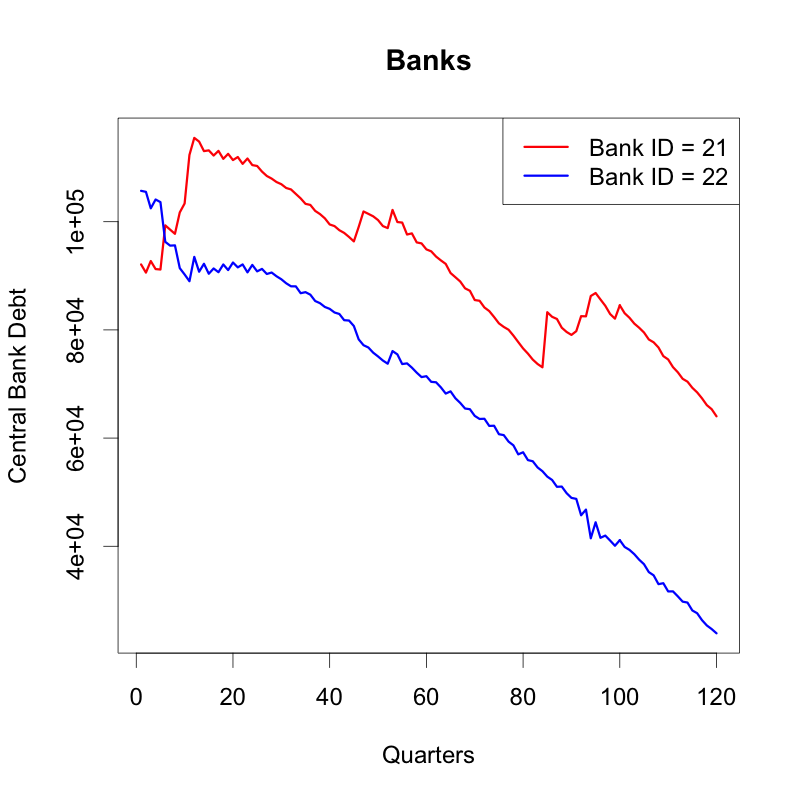 Banks
Bank ID = 21
Bank ID = 22
Central Bank Debt
1e+05
8e+04
6e+04
4e+04
0 20 40 60 80 100 120
Quarters